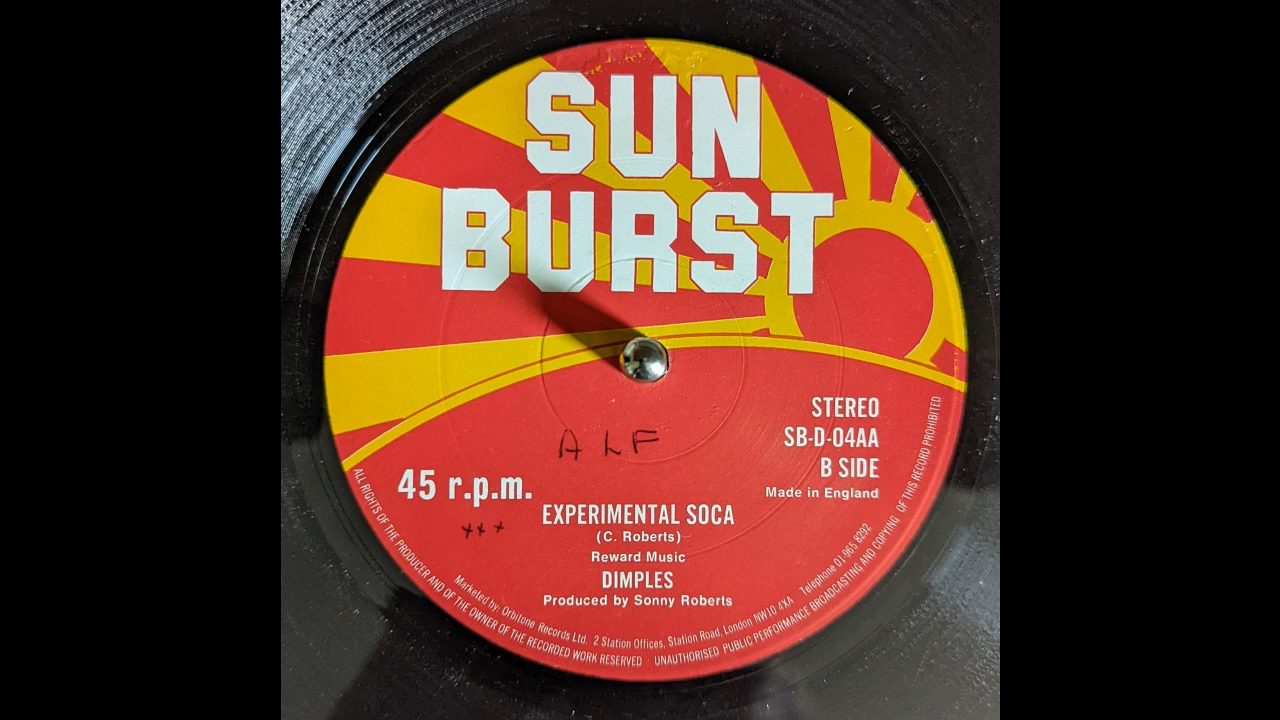 SUN
BURST
STEREO
SB-D-04AA
B SIDE
Made in England
ALF
45 r.p.m.
xxx
EXPERIMENTAL SOCA
(C. Roberts)
Reward Music
DIMPLES
Produced by Sonny Roberts
Marketed by: Orbitone Records Ltd. 2 Station Offices, Station Road, London NW10 4XA Telephone 01-965 8292
ALL RIGHTS OF THE PRODUCER AND OF THE OWNER OF THE RECORDED WORK RESERVED · UNAUTHORISED PUBLIC PERFORMANCE BROADCASTING AND COPYING OF THIS RECORD PROHIBITED